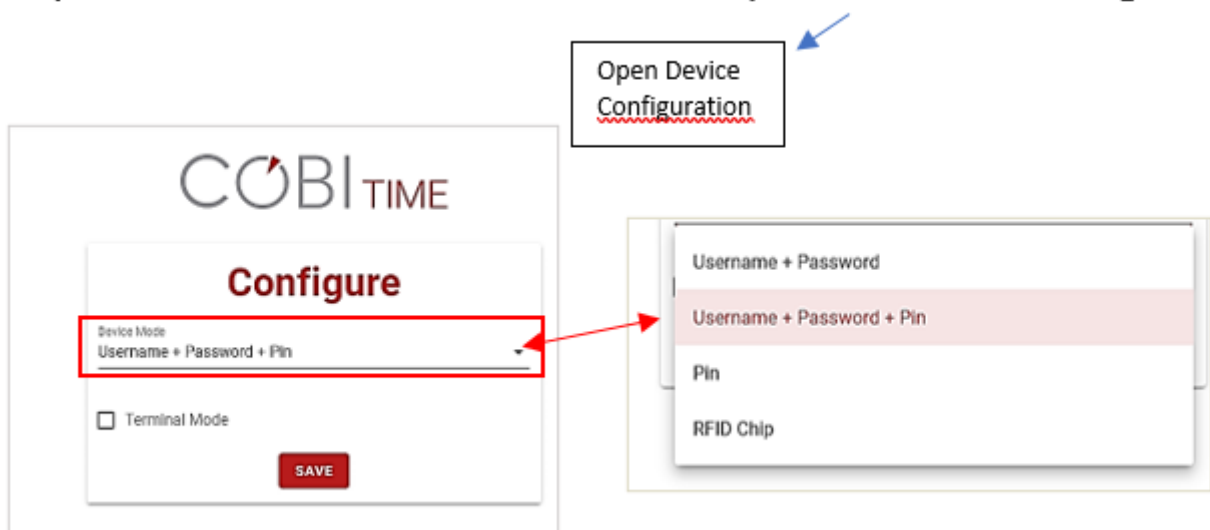 Open Device
Configuration
COBI TIME
Configure
Device Mode
Username + Password + Pin
Terminal Mode
SAVE
Username + Password
Username + Password + Pin
Pin
RFID Chip